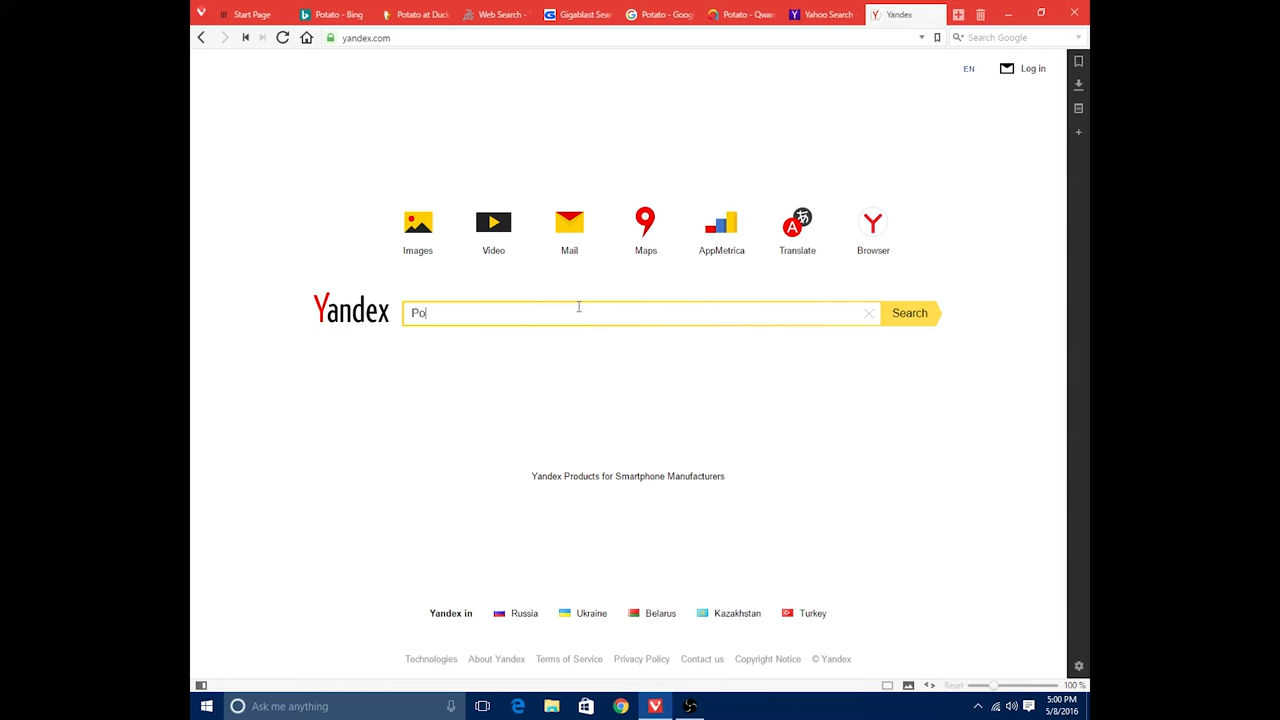 Start Page
Potato - Bing
Potato at Duck
Web Search -
Gigablast Sear
Potato - Goog
Potato - Qwan
Yahoo Search
Yandex
yandex.com
Search Google
EN
Log in
Images
Video
Mail
Maps
AppMetrica
Translate
Browser
Yandex
Po
Search
Yandex Products for Smartphone Manufacturers
Yandex in
Russia
Ukraine
Belarus
Kazakhstan
Turkey
Technologies
About Yandex
Terms of Service
Privacy Policy
Contact us
Copyright Notice
© Yandex
Reset
100 %
Ask me anything
5:00 PM
5/8/2016